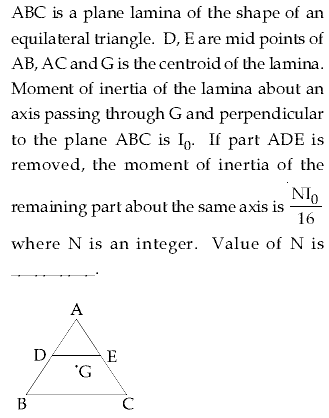 ABC is a plane lamina of the shape of an
equilateral triangle. D, E are mid points of
AB, AC and G is the centroid of the lamina.
Moment of inertia of the lamina about an
axis passing through G and perpendicular
to the plane ABC is I₀. If part ADE is
removed, the moment of inertia of the
remaining part about the same axis is NI₀/16
where N is an integer. Value of N is
__________.
A
D E
G
B C